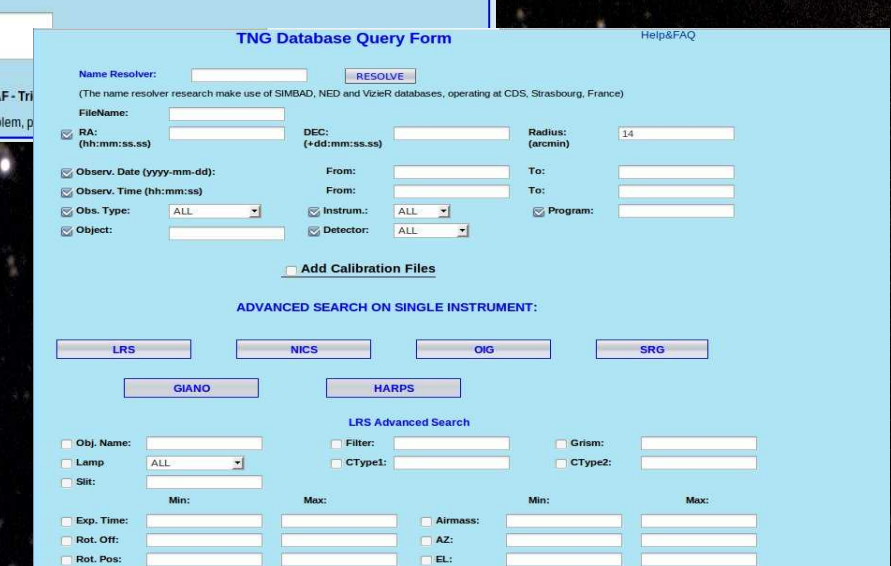 TNG Database Query Form
Help&FAQ
Name Resolver:
RESOLVE
(The name resolver research make use of SIMBAD, NED and VizieR databases, operating at CDS, Strasbourg, France)
FileName:
RA:
(hh:mm:ss.ss)
DEC:
(+dd:mm:ss.ss)
Radius:
(arcmin)
14
Observ. Date (yyyy-mm-dd):
From:
To:
Observ. Time (hh:mm:ss)
From:
To:
Obs. Type:
ALL
Instrum.:
ALL
Program:
Object:
Detector:
ALL
Add Calibration Files
ADVANCED SEARCH ON SINGLE INSTRUMENT:
LRS
NICS
OIG
SRG
GIANO
HARPS
LRS Advanced Search
Obj. Name:
Filter:
Grism:
Lamp
ALL
CType1:
CType2:
Slit:
Min:
Max:
Min:
Max:
Exp. Time:
Airmass:
Rot. Off:
AZ:
Rot. Pos:
EL: